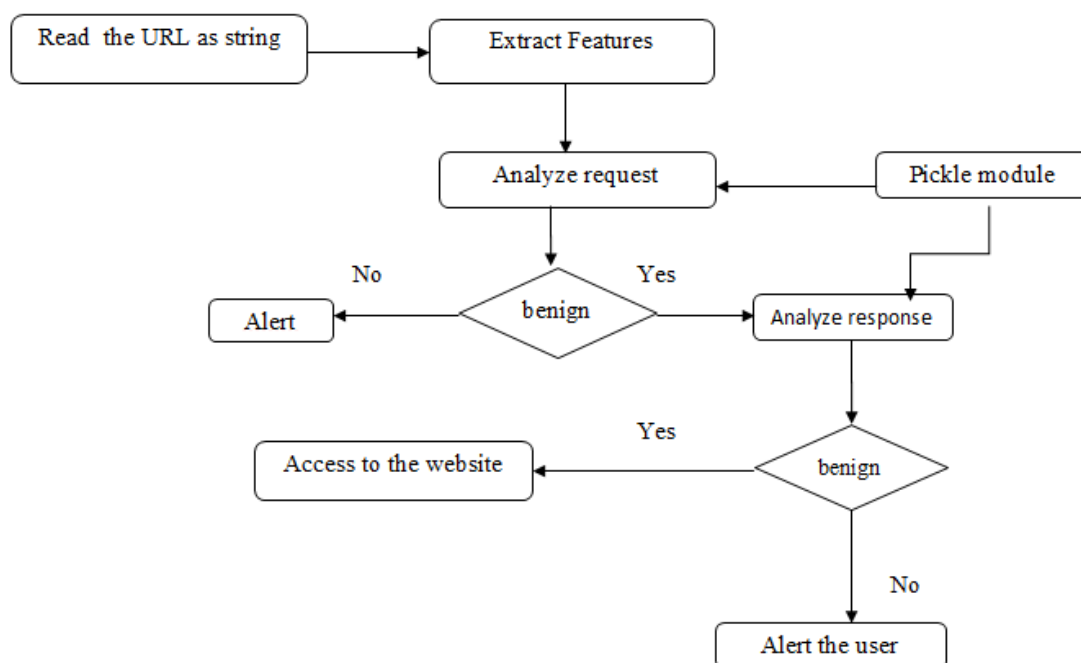 Read the URL as string
Extract Features
Analyze request
Pickle module
No
Yes
benign
Alert
Analyze response
Yes
Access to the website
benign
No
Alert the user